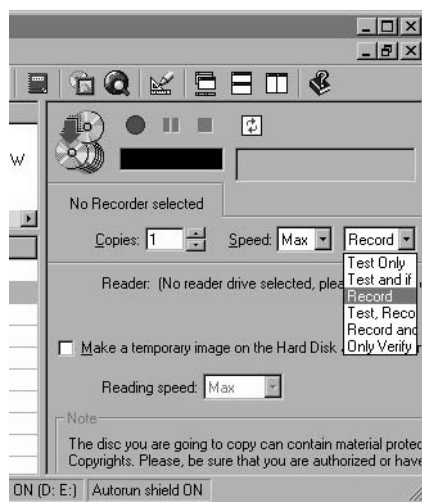 W
No Recorder selected
Copies: 1 Speed: Max Record
Test Only
Reader: (No reader drive selected, plea
Test and if
Record
Test, Reco
Record and
Make a temporary image on the Hard Disk
Only Verify
Reading speed: Max
Note
The disc you are going to copy can contain material protec
Copyrights. Please, be sure that you are authorized or have
ON (D: E:) Autorun shield ON